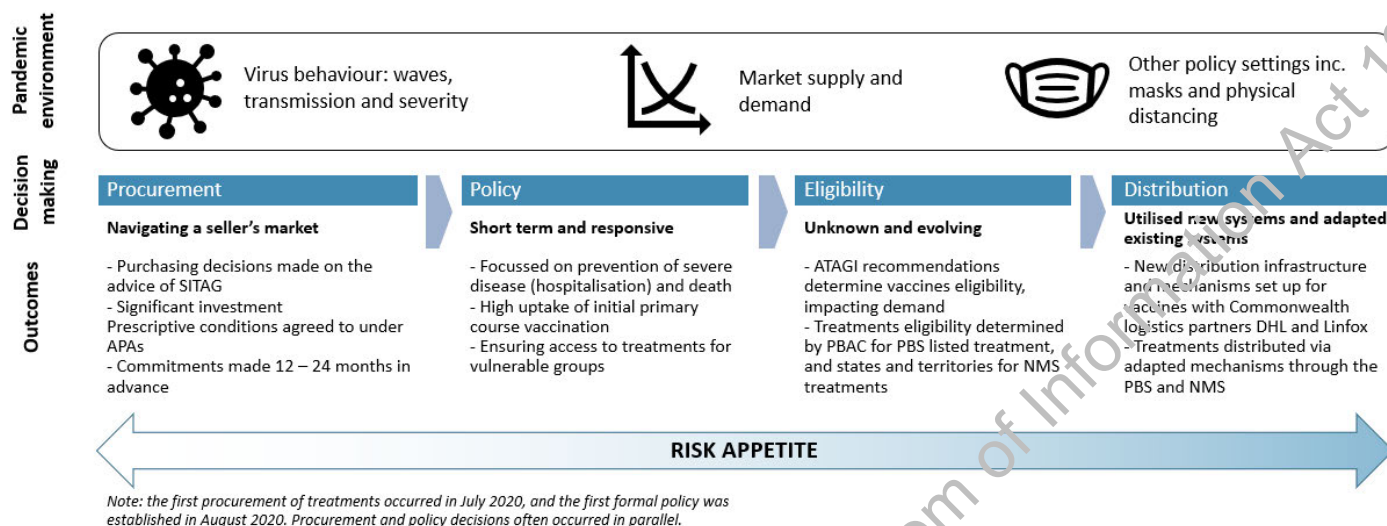 Pandemic
environment
Virus behaviour: waves,
transmission and severity
Market supply and
demand
Other policy settings inc.
masks and physical
distancing
Decision
making
Procurement
Policy
Eligibility
Distribution
Outcomes
Navigating a seller's market
- Purchasing decisions made on the
advice of SITAG
- Significant investment
Prescriptive conditions agreed to under
APAs
- Commitments made 12 – 24 months in
advance
Short term and responsive
- Focussed on prevention of severe
disease (hospitalisation) and death
- High uptake of initial primary
course vaccination
- Ensuring access to treatments for
vulnerable groups
Unknown and evolving
- ATAGI recommendations
determine vaccines eligibility,
impacting demand
- Treatments eligibility determined
by PBAC for PBS listed treatment,
and states and territories for NMS
treatments
Utilised new systems and adapted
existing systems
- New distribution infrastructure
and mechanisms set up for
vaccines with Commonwealth
logistics partners DHL and Linfox
- Treatments distributed via
adapted mechanisms through the
PBS and NMS
RISK APPETITE
Note: the first procurement of treatments occurred in July 2020, and the first formal policy was
established in August 2020. Procurement and policy decisions often occurred in parallel.
of Information Act